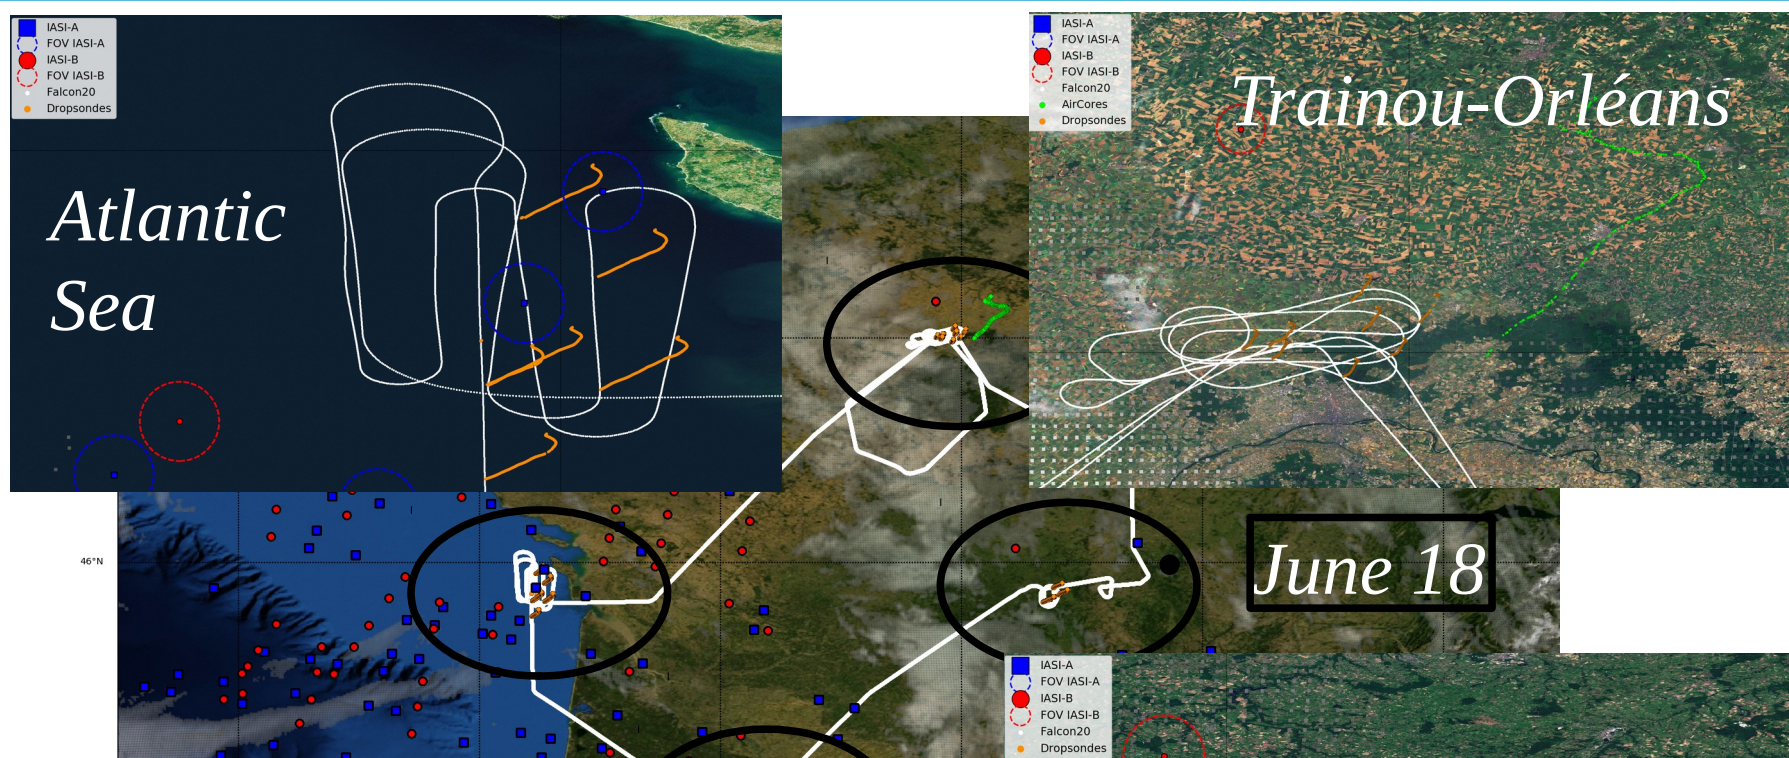 IASI-A
FOV IASI-A
IASI-B
FOV IASI-B
Falcon20
Dropsondes
Atlantic
Sea
IASI-A
FOV IASI-A
IASI-B
FOV IASI-B
Falcon20
AirCores
Dropsondes
Trainou-Orléans
46°N
June 18
IASI-A
FOV IASI-A
IASI-B
FOV IASI-B
Falcon20
Dropsondes